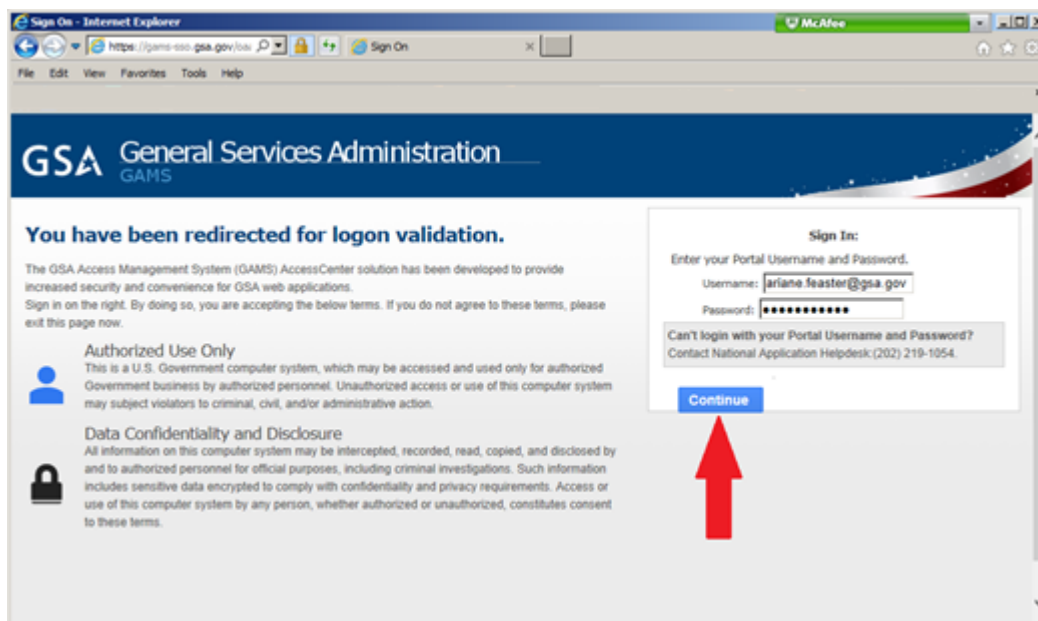 Sign On - Internet Explorer
McAfee
https://gams-sso.gsa.gov/oa
Sign On
File Edit View Favorites Tools Help
GSA General Services Administration
GAMS
You have been redirected for logon validation.
The GSA Access Management System (GAMS) AccessCenter solution has been developed to provide
increased security and convenience for GSA web applications.
Sign in on the right. By doing so, you are accepting the below terms. If you do not agree to these terms, please
exit this page now.
Authorized Use Only
This is a U.S. Government computer system, which may be accessed and used only for authorized
Government business by authorized personnel. Unauthorized access or use of this computer system
may subject violators to criminal, civil, and/or administrative action.
Data Confidentiality and Disclosure
All information on this computer system may be intercepted, recorded, read, copied, and disclosed by
and to authorized personnel for official purposes, including criminal investigations. Such information
includes sensitive data encrypted to comply with confidentiality and privacy requirements. Access or
use of this computer system by any person, whether authorized or unauthorized, constitutes consent
to these terms.
Sign In:
Enter your Portal Username and Password.
Username: ariane.feaster@gsa.gov
Password: •••••••••••
Can't login with your Portal Username and Password?
Contact National Application Helpdesk:(202) 219-1054.
Continue